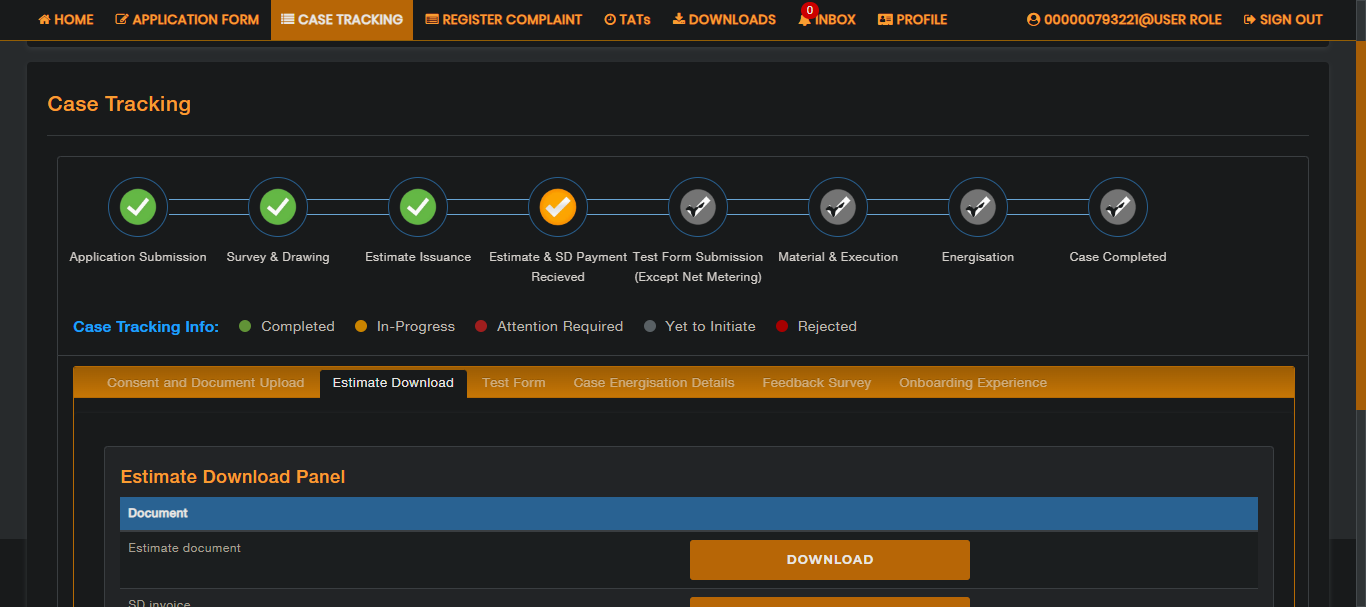 HOME APPLICATION FORM CASE TRACKING REGISTER COMPLAINT TATs DOWNLOADS 0 INBOX PROFILE 000000793221@USER ROLE SIGN OUT
Case Tracking
Application Submission Survey & Drawing Estimate Issuance Estimate & SD Payment Recieved Test Form Submission (Except Net Metering) Material & Execution Energisation Case Completed
Case Tracking Info: Completed In-Progress Attention Required Yet to Initiate Rejected
Consent and Document Upload Estimate Download Test Form Case Energisation Details Feedback Survey Onboarding Experience
Estimate Download Panel
Document
Estimate document DOWNLOAD
SD invoice